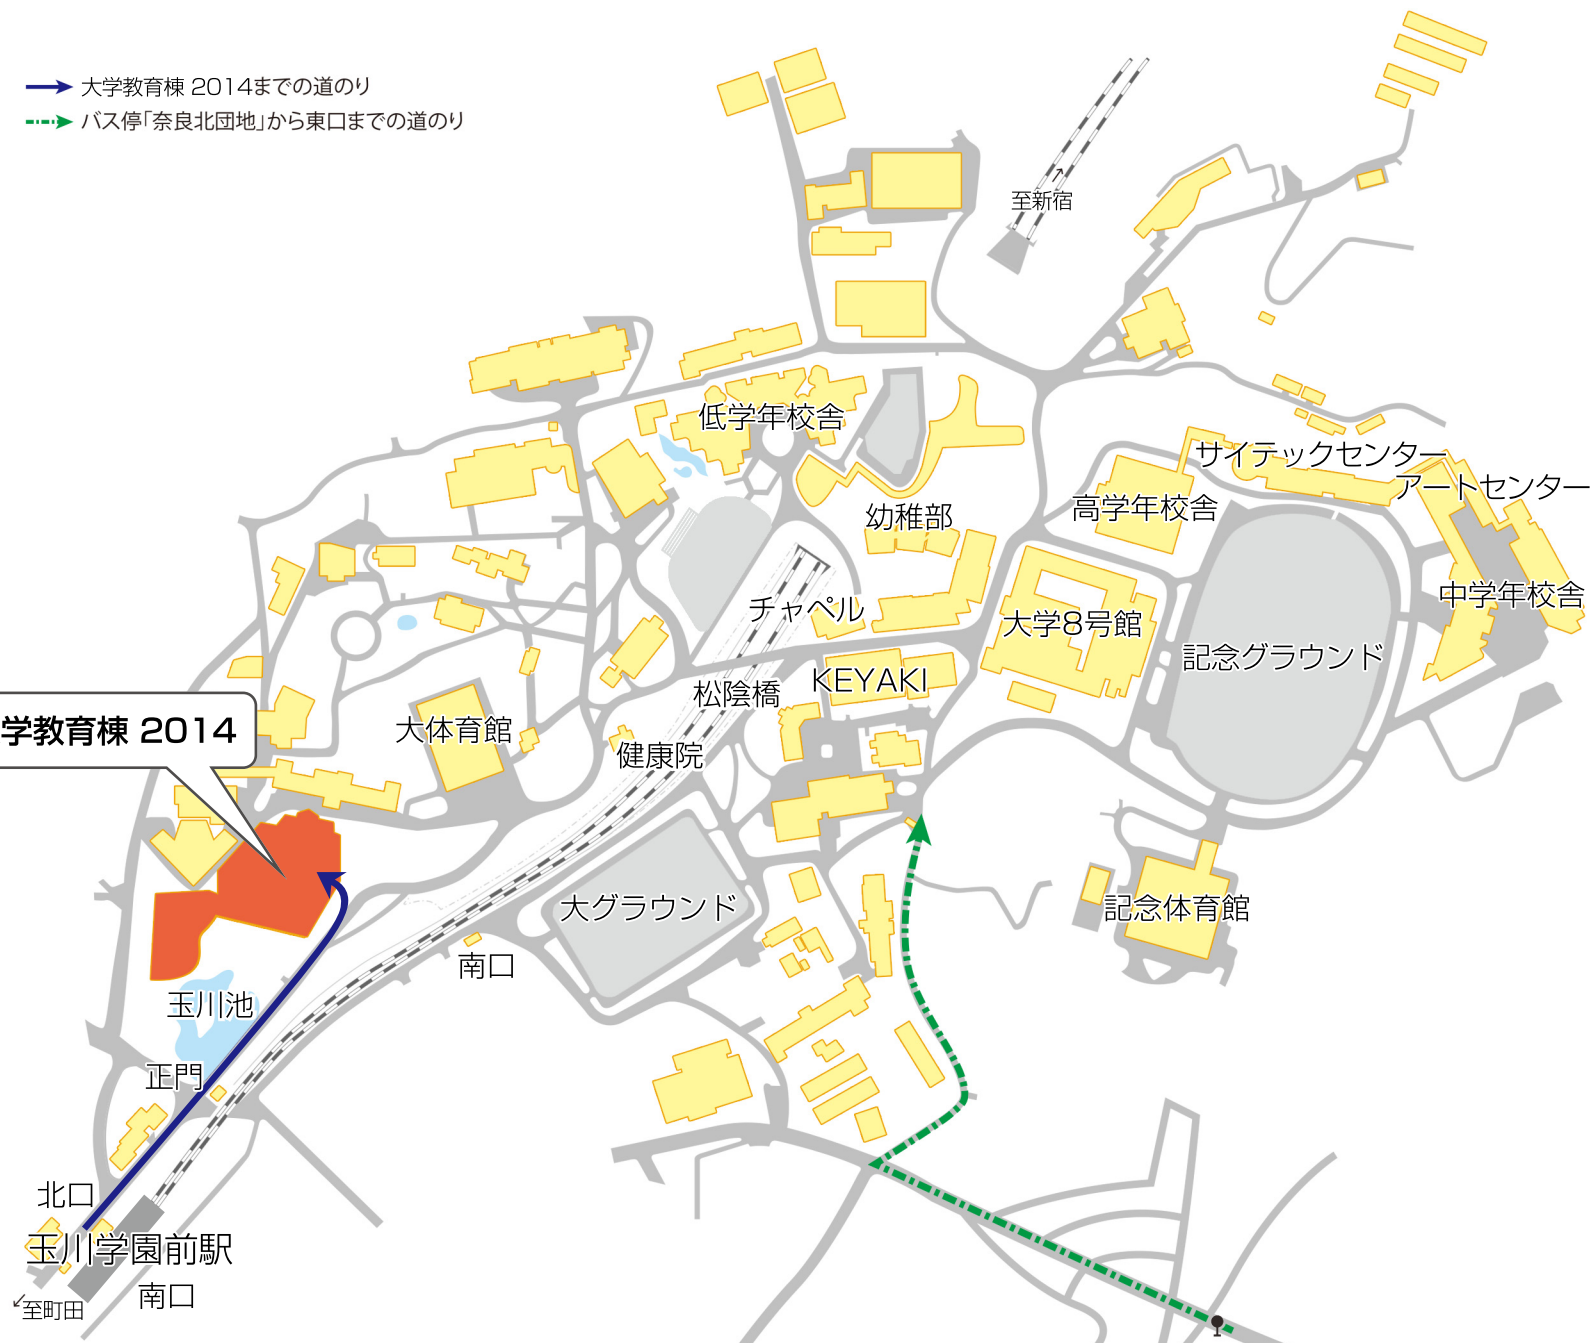 大学教育棟 2014までの道のり
バス停「奈良北団地」から東口までの道のり
至新宿
低学年校舎
サイテックセンター
アートセンター
高学年校舎
幼稚部
中学年校舎
チャペル
大学8号館
記念グラウンド
KEYAKI
松陰橋
学教育棟 2014
大体育館
健康院
大グラウンド
記念体育館
南口
玉川池
正門
北口
玉川学園前駅
南口
至町田